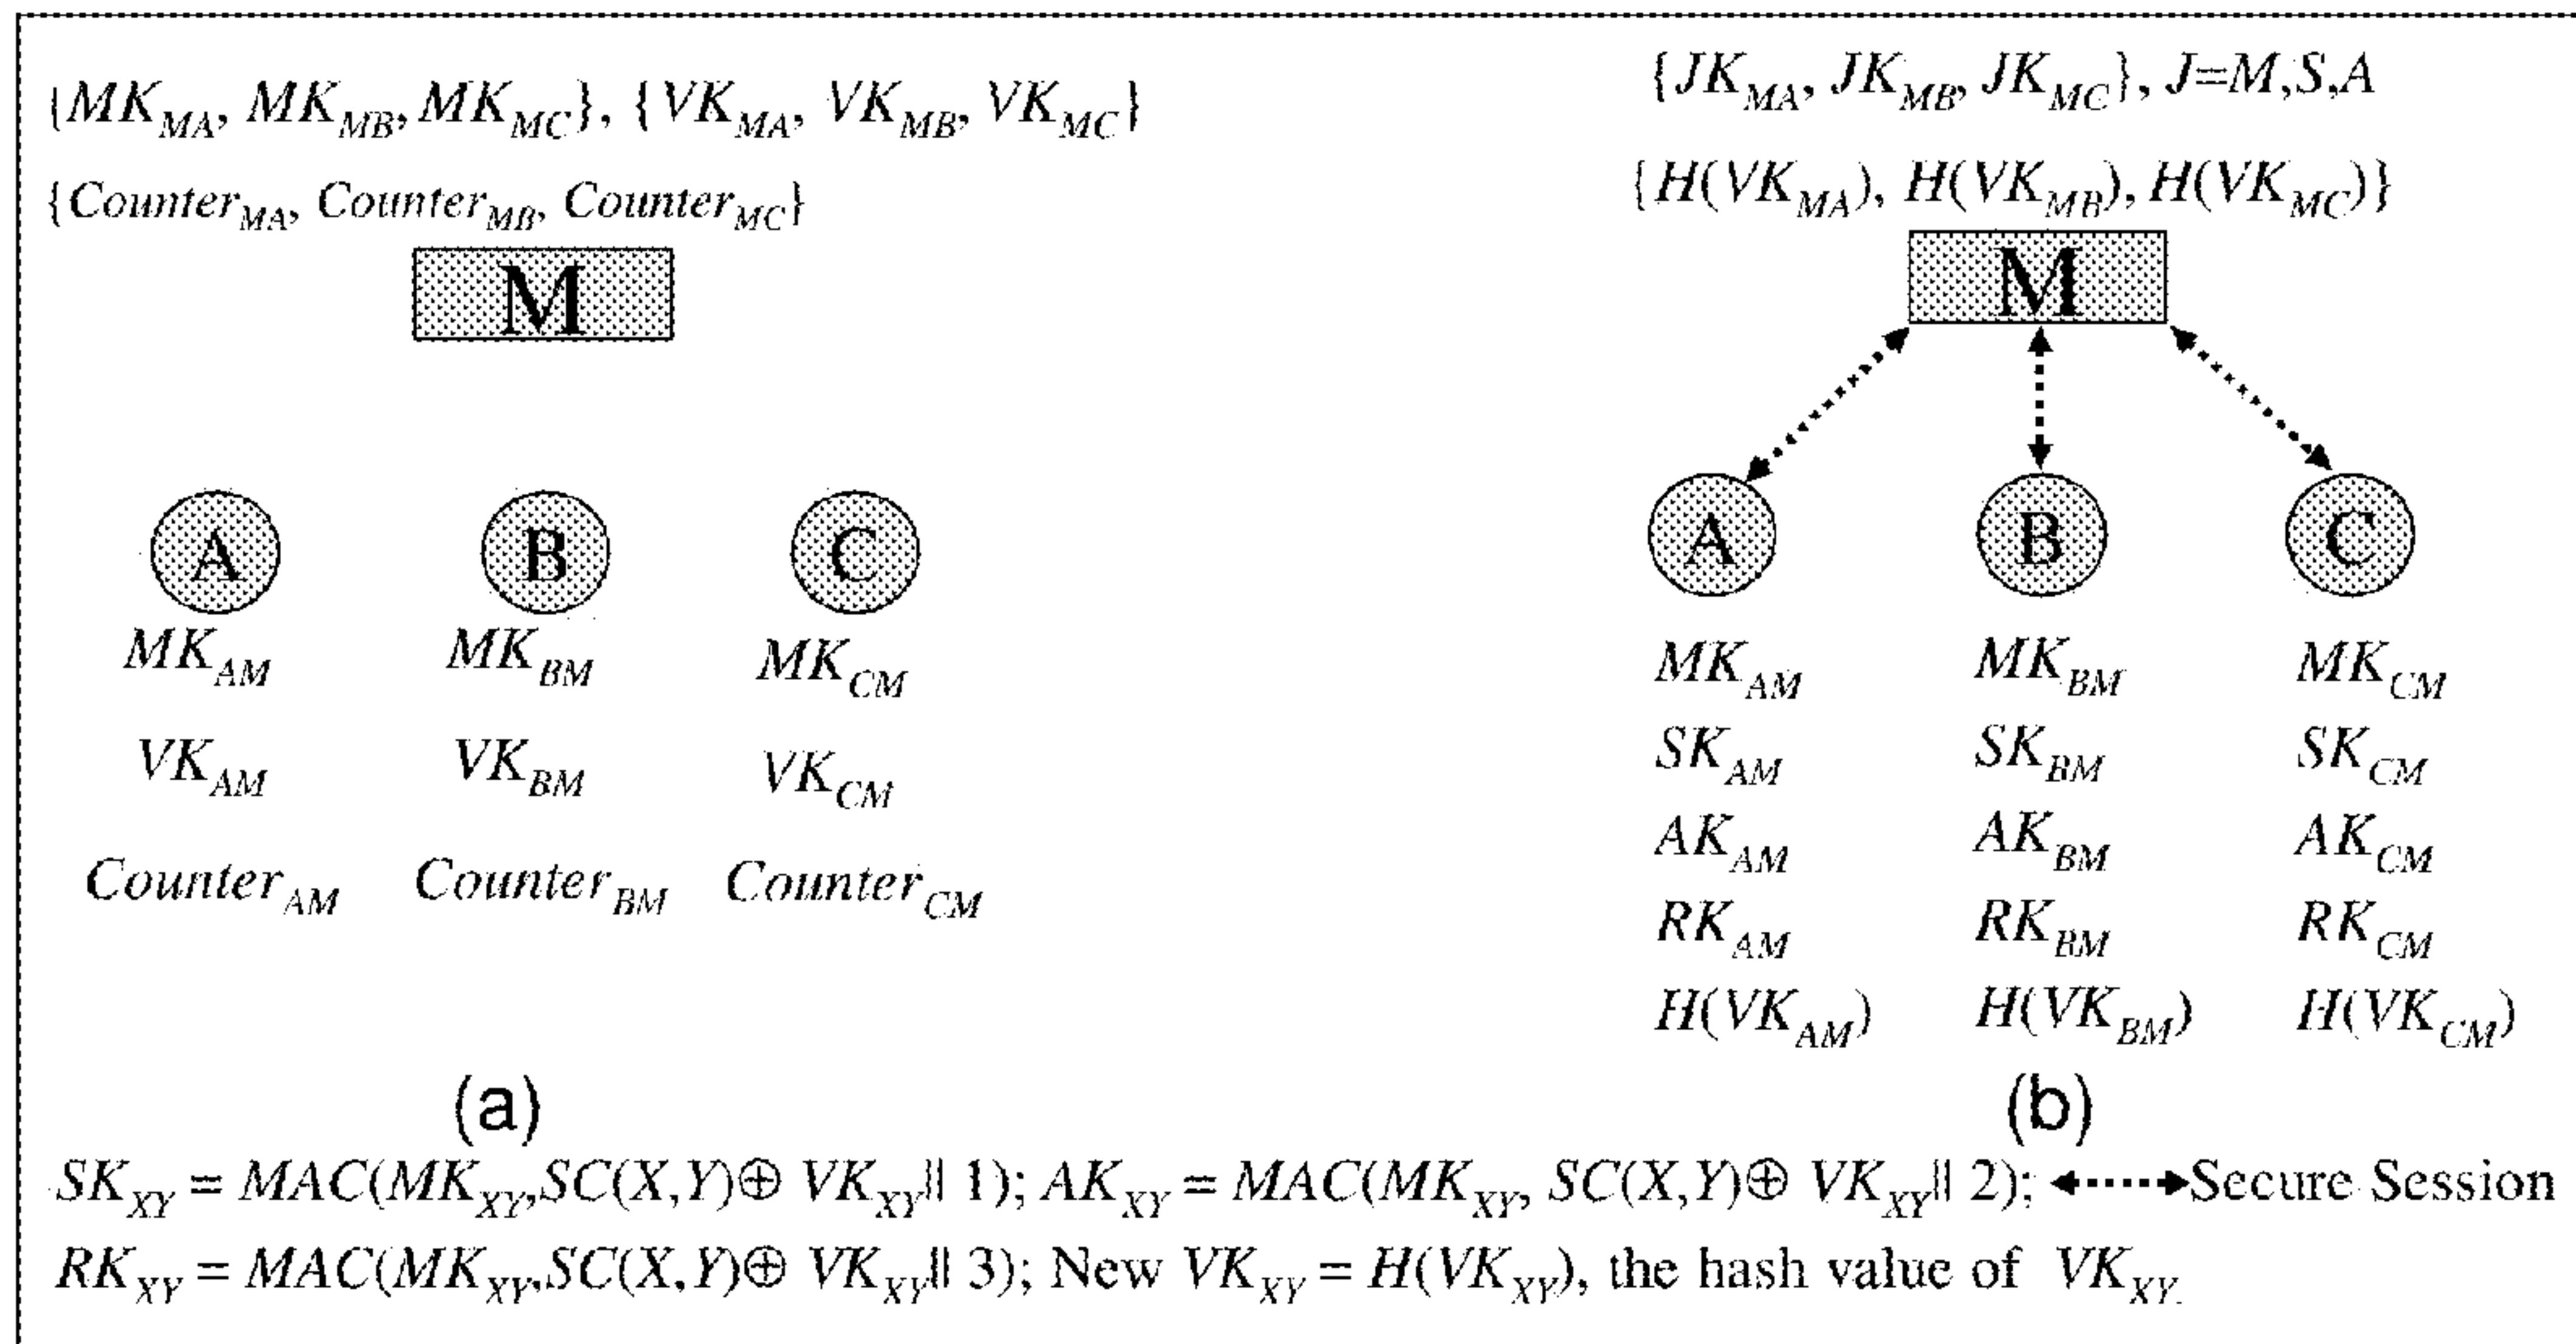 {MK_MA, MK_MB, MK_MC}, {VK_MA, VK_MB, VK_MC}
{Counter_MA, Counter_MB, Counter_MC}
M
A B C
MK_AM MK_BM MK_CM
VK_AM VK_BM VK_CM
Counter_AM Counter_BM Counter_CM
(a)
{JK_MA, JK_MB, JK_MC}, J=M,S,A
{H(VK_MA), H(VK_MB), H(VK_MC)}
M
A B C
MK_AM MK_BM MK_CM
SK_AM SK_BM SK_CM
AK_AM AK_BM AK_CM
RK_AM RK_BM RK_CM
H(VK_AM) H(VK_BM) H(VK_CM)
(b)
SK_XY = MAC(MK_XY,SC(X,Y)⊕ VK_XY|| 1); AK_XY = MAC(MK_XY, SC(X,Y)⊕ VK_XY|| 2); Secure Session
RK_XY = MAC(MK_XY,SC(X,Y)⊕ VK_XY|| 3); New VK_XY = H(VK_XY), the hash value of VK_XY.